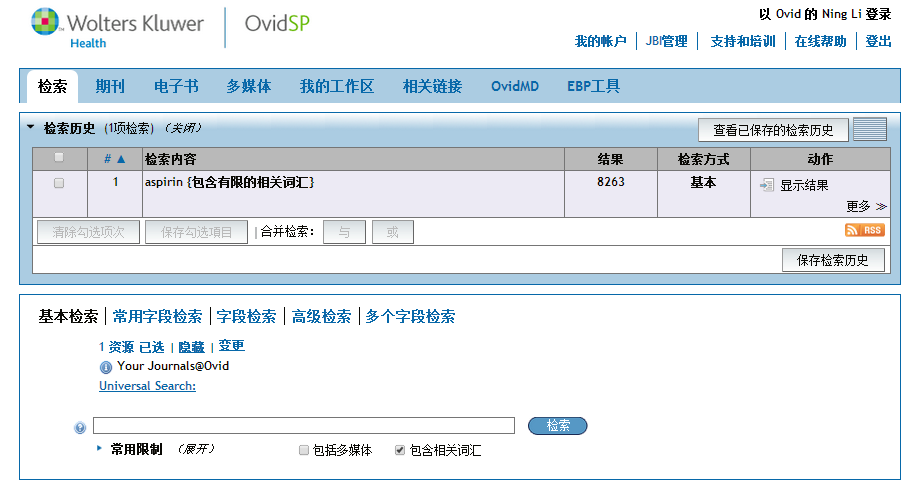 Wolters Kluwer OvidSP
Health
以 Ovid 的 Ning Li 登录
我的帐户 | JBI管理 | 支持和培训 | 在线帮助 | 登出
检索 期刊 电子书 多媒体 我的工作区 相关链接 OvidMD EBP工具
检索历史 (1项检索) (关闭)
查看已保存的检索历史
# ▲ 检索内容 结果 检索方式 动作
1 aspirin {包含有限的相关词汇} 8263 基本 显示结果
更多 ≫
清除勾选项次 保存勾选项目 | 合并检索： 与 或 RSS
保存检索历史
基本检索 | 常用字段检索 | 字段检索 | 高级检索 | 多个字段检索
1 资源 已选 | 隐藏 | 变更
Your Journals@Ovid
Universal Search:
检索
常用限制 (展开) 包括多媒体 包含相关词汇